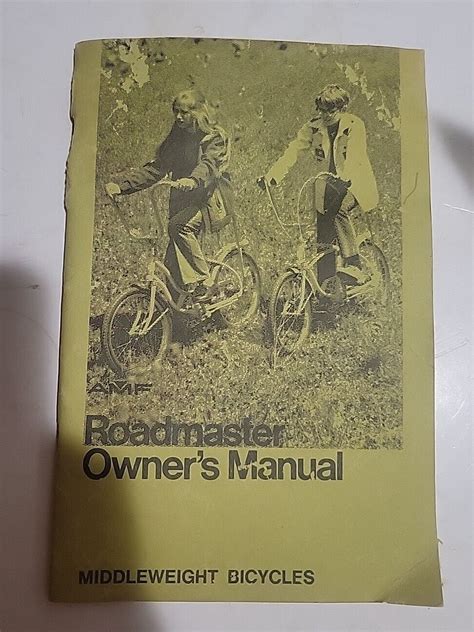 AMF
Roadmaster
Owner's Manual
MIDDLEWEIGHT BICYCLES